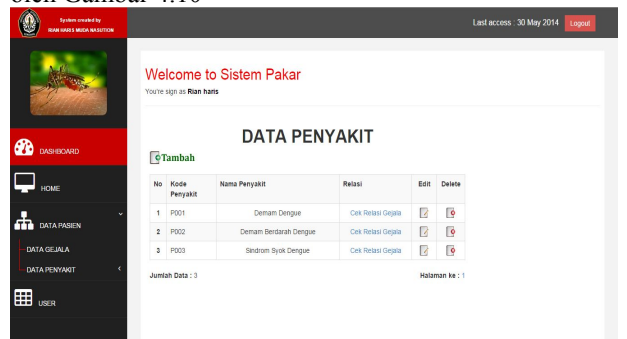 oleh Gambar 4.10
System created by
RIAN HARIS MUDA NASUTION
Last access : 30 May 2014 Logout
Welcome to Sistem Pakar
You're sign as Rian haris
DASHBOARD
HOME
DATA PASIEN
DATA GEJALA
DATA PENYAKIT
USER
DATA PENYAKIT
Tambah
No Kode Penyakit Nama Penyakit Relasi Edit Delete
1 P001 Demam Dengue Cek Relasi Gejala
2 P002 Demam Berdarah Dengue Cek Relasi Gejala
3 P003 Sindrom Syok Dengue Cek Relasi Gejala
Jumlah Data : 3 Halaman ke : 1